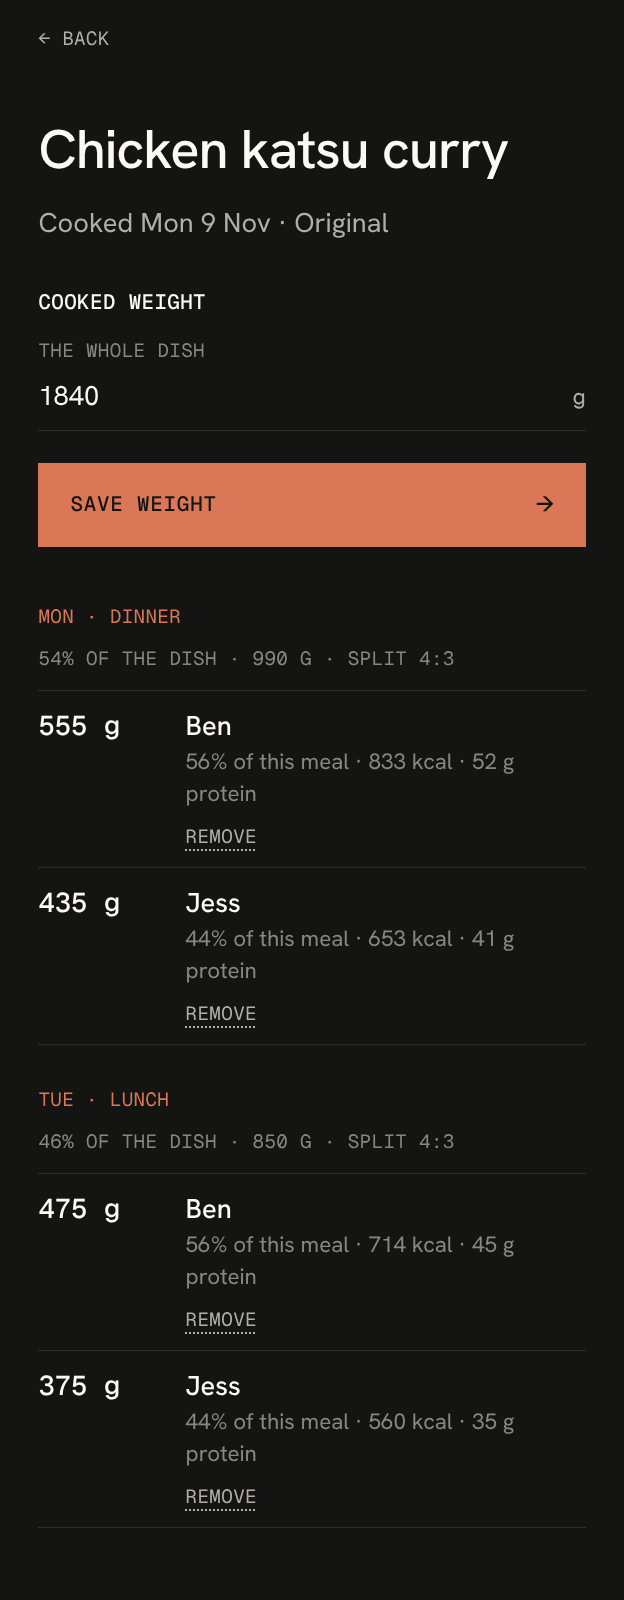 ← BACK
Chicken katsu curry
Cooked Mon 9 Nov · Original
COOKED WEIGHT
THE WHOLE DISH
1840 g
SAVE WEIGHT →
MON · DINNER
54% OF THE DISH · 990 G · SPLIT 4:3
555 g Ben
56% of this meal · 833 kcal · 52 g
protein
REMOVE
435 g Jess
44% of this meal · 653 kcal · 41 g
protein
REMOVE
TUE · LUNCH
46% OF THE DISH · 850 G · SPLIT 4:3
475 g Ben
56% of this meal · 714 kcal · 45 g
protein
REMOVE
375 g Jess
44% of this meal · 560 kcal · 35 g
protein
REMOVE